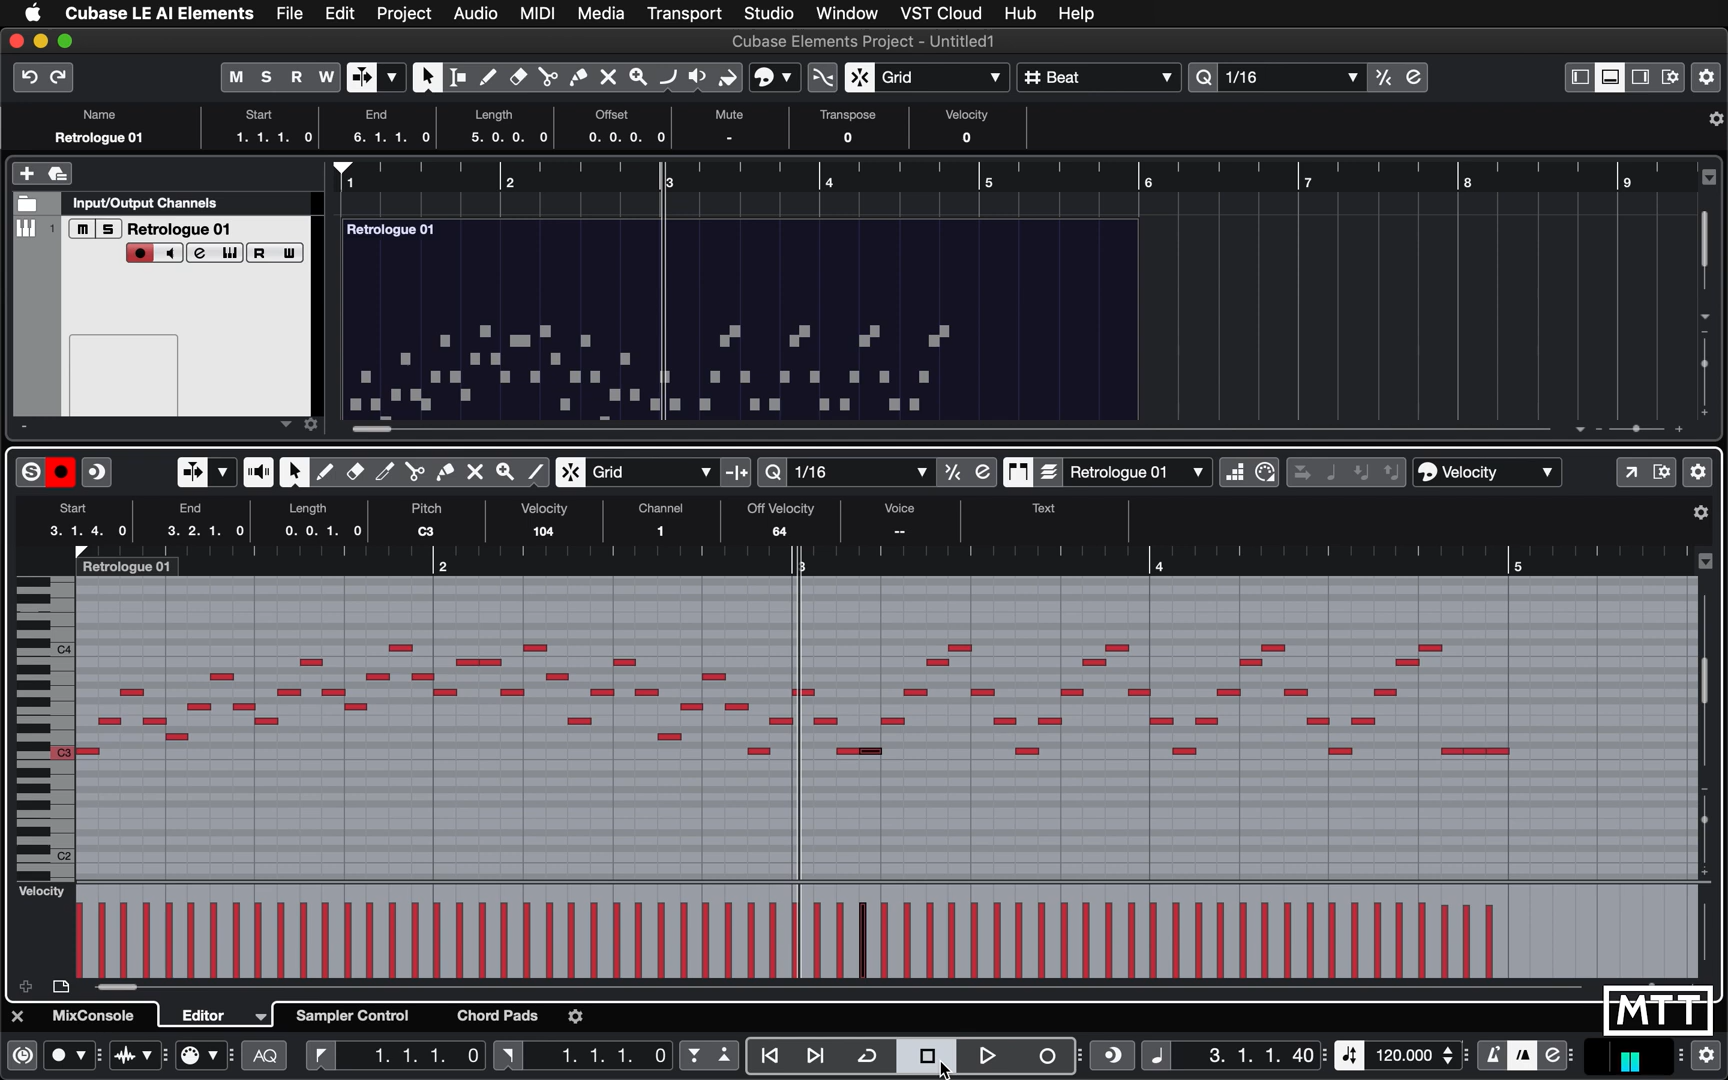 Cubase LE AI Elements File Edit Project Audio MIDI Media Transport Studio Window VST Cloud Hub Help
Cubase Elements Project - Untitled1
M S R W Grid Beat Q 1/16 e
Name Start End Length Offset Mute Transpose Velocity
Retrologue 01 1. 1. 1. 0 6. 1. 1. 0 5. 0. 0. 0 0. 0. 0. 0 - 0 0
1 2 3 4 5 6 7 8 9
Input/Output Channels
1 m S Retrologue 01
Retrologue 01
e R W
S Grid Q 1/16 e Retrologue 01 Velocity
Start End Length Pitch Velocity Channel Off Velocity Voice Text
3. 1. 4. 0 3. 2. 1. 0 0. 0. 1. 0 C3 104 1 64 --
Retrologue 01 2 3 4 5
C4
C3
C2
Velocity
MTT
MixConsole Editor Sampler Control Chord Pads
AQ 1. 1. 1. 0 1. 1. 1. 0 3. 1. 1. 40 120.000 e